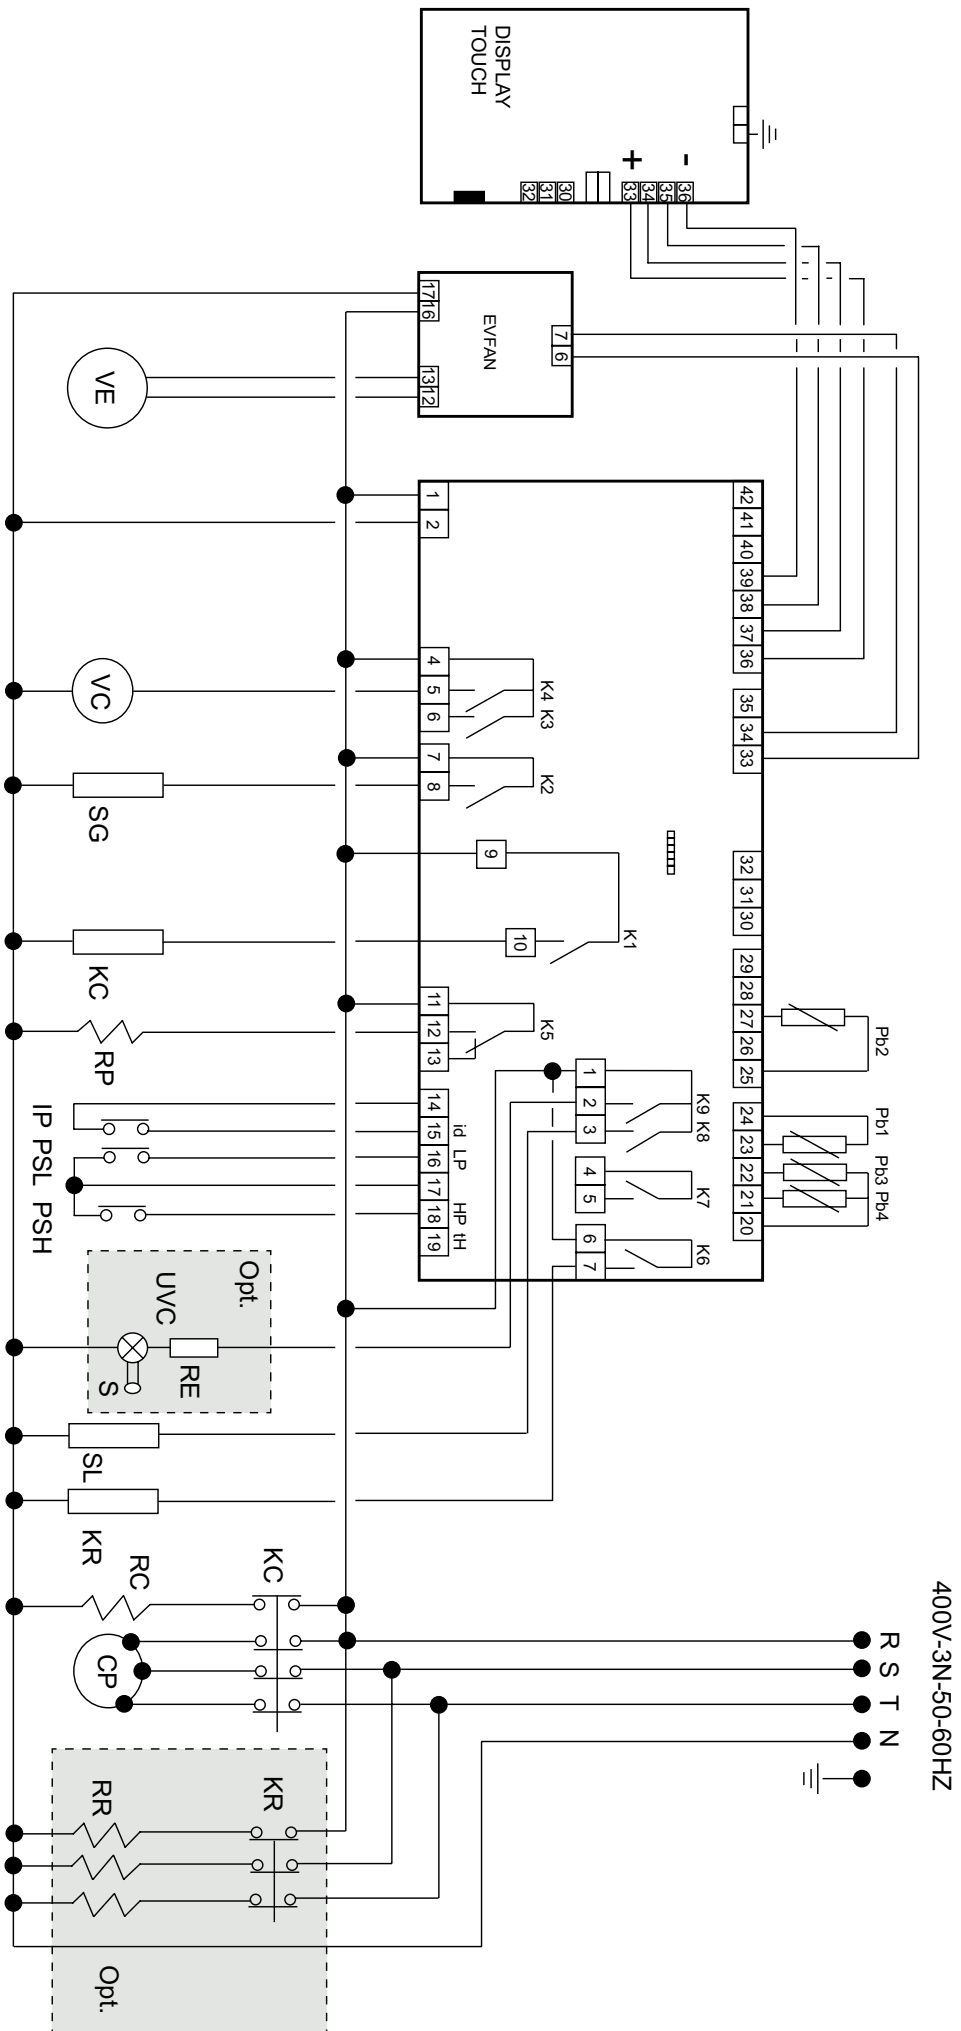 400V-3N-50-60HZ
R S T N
DISPLAY
TOUCH
+ -
32 31 30 33 34 35 36
EVFAN
17 16
13 12
7 6
VE
42 41 40 39 38 37 36
35 34 33
32 31 30
29 28 27 26 25
24 23 22 21 20
Pb2
Pb1 Pb3 Pb4
1 2
4 5 6
7 8
9
10
11 12 13
14 15 16 17 18 19
id LP HP tH
K4 K3
K2
K1
K5
K9 K8
K7
K6
1 2 3
4 5
6 7
VC
SG
KC
RP
IP PSL PSH
Opt.
UVC
RE
S
SL
KR
RC
KC
CP
KR
RR
Opt.